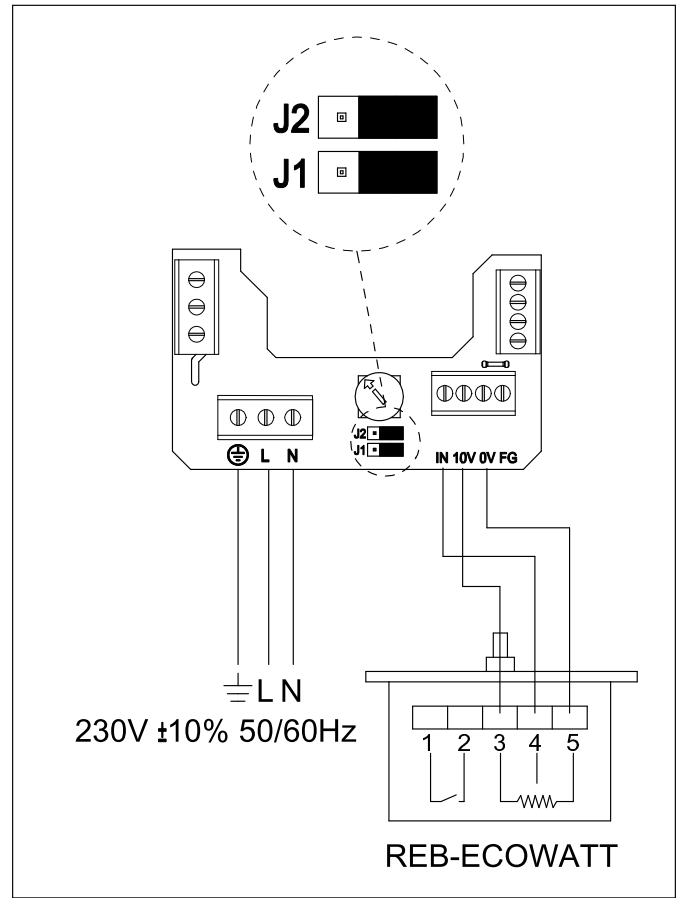 J2
J1
J2
J1
L N
IN 10V 0V FG
L N
230V ±10% 50/60Hz
1 2 3 4 5
REB-ECOWATT